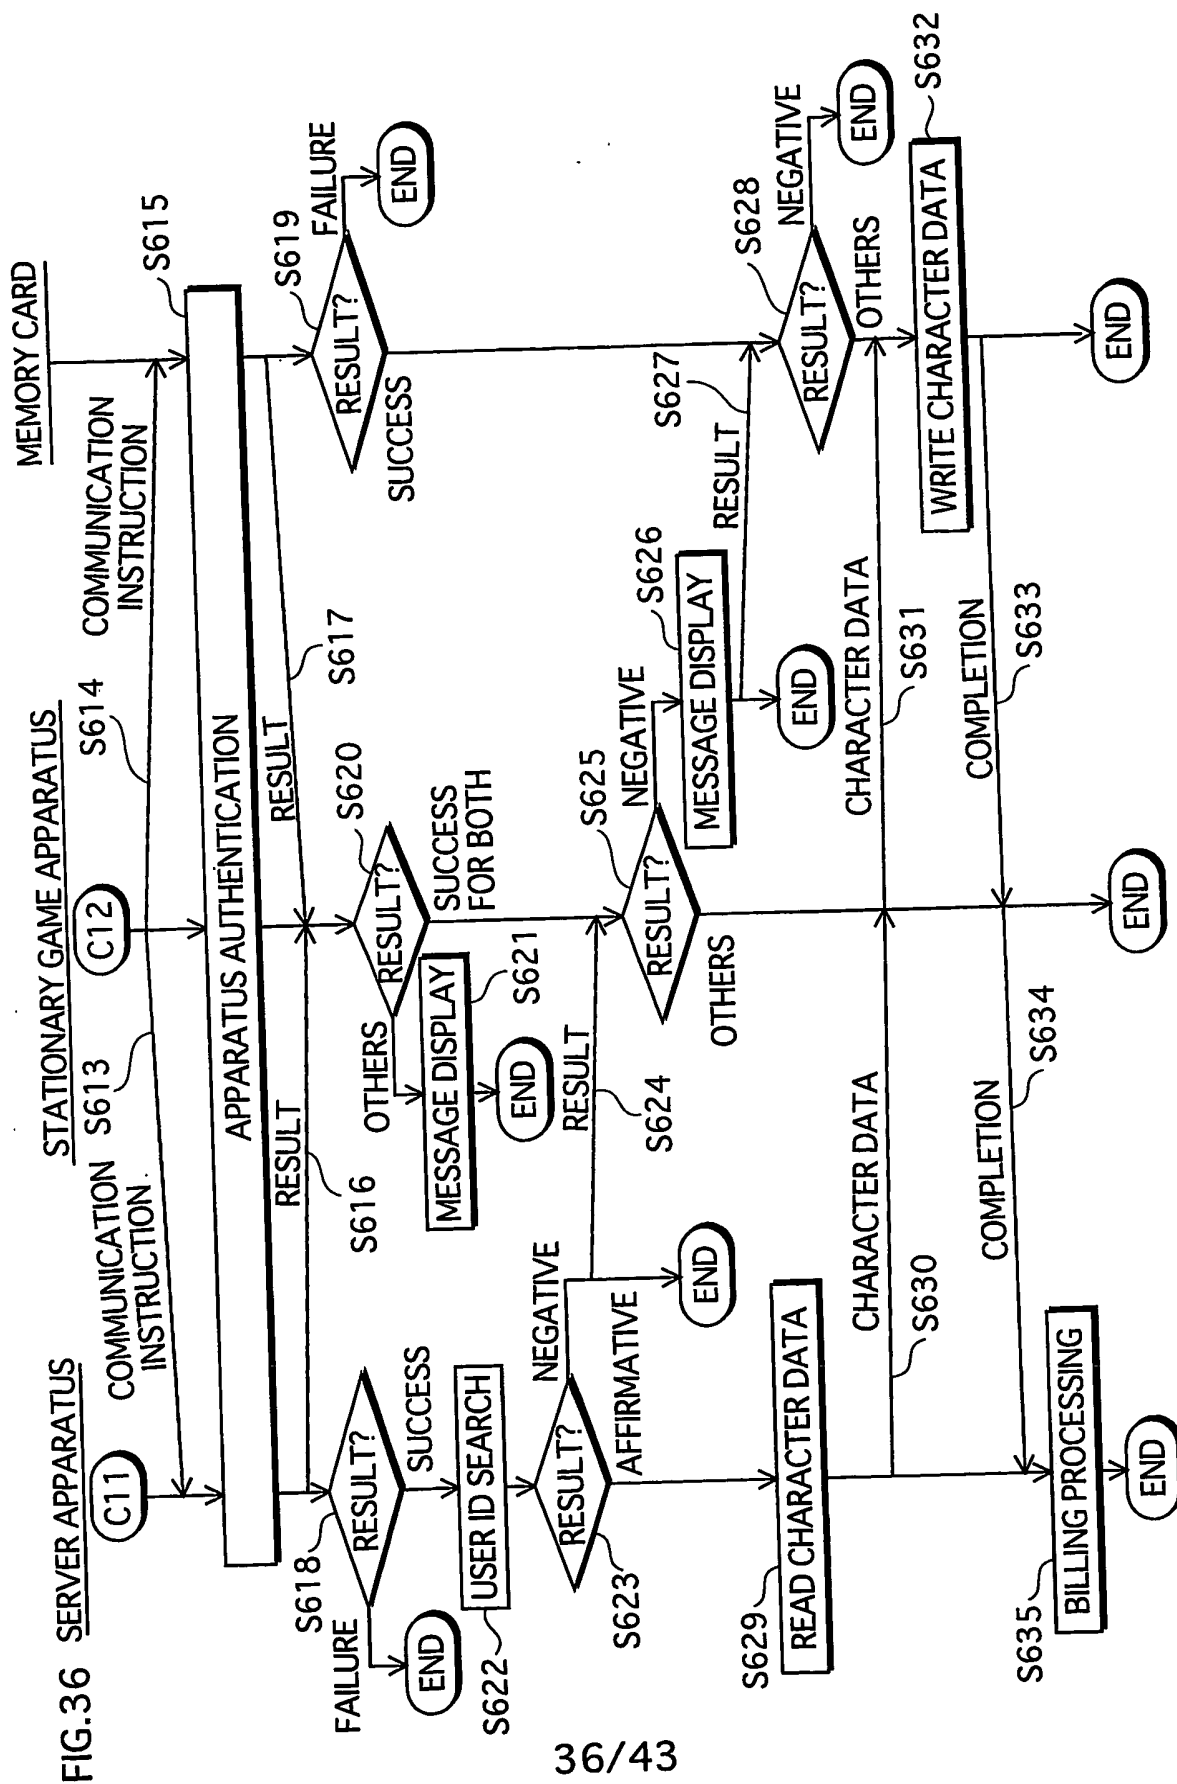 FIG.36
SERVER APPARATUS
STATIONARY GAME APPARATUS
MEMORY CARD
C11
C12
COMMUNICATION
INSTRUCTION
S613
S614
COMMUNICATION
INSTRUCTION
S615
APPARATUS AUTHENTICATION
RESULT
S616
RESULT
S617
S618
RESULT?
FAILURE
END
SUCCESS
S620
RESULT?
OTHERS
SUCCESS
FOR BOTH
MESSAGE DISPLAY
S621
END
S619
RESULT?
FAILURE
END
SUCCESS
S622
USER ID SEARCH
S623
RESULT?
NEGATIVE
AFFIRMATIVE
END
RESULT
S624
S625
RESULT?
NEGATIVE
OTHERS
S626
MESSAGE DISPLAY
END
RESULT
S627
S628
RESULT?
NEGATIVE
END
OTHERS
S629
READ CHARACTER DATA
CHARACTER DATA
S630
CHARACTER DATA
S631
S632
WRITE CHARACTER DATA
COMPLETION
S633
END
COMPLETION
S634
END
S635
BILLING PROCESSING
END
36/43